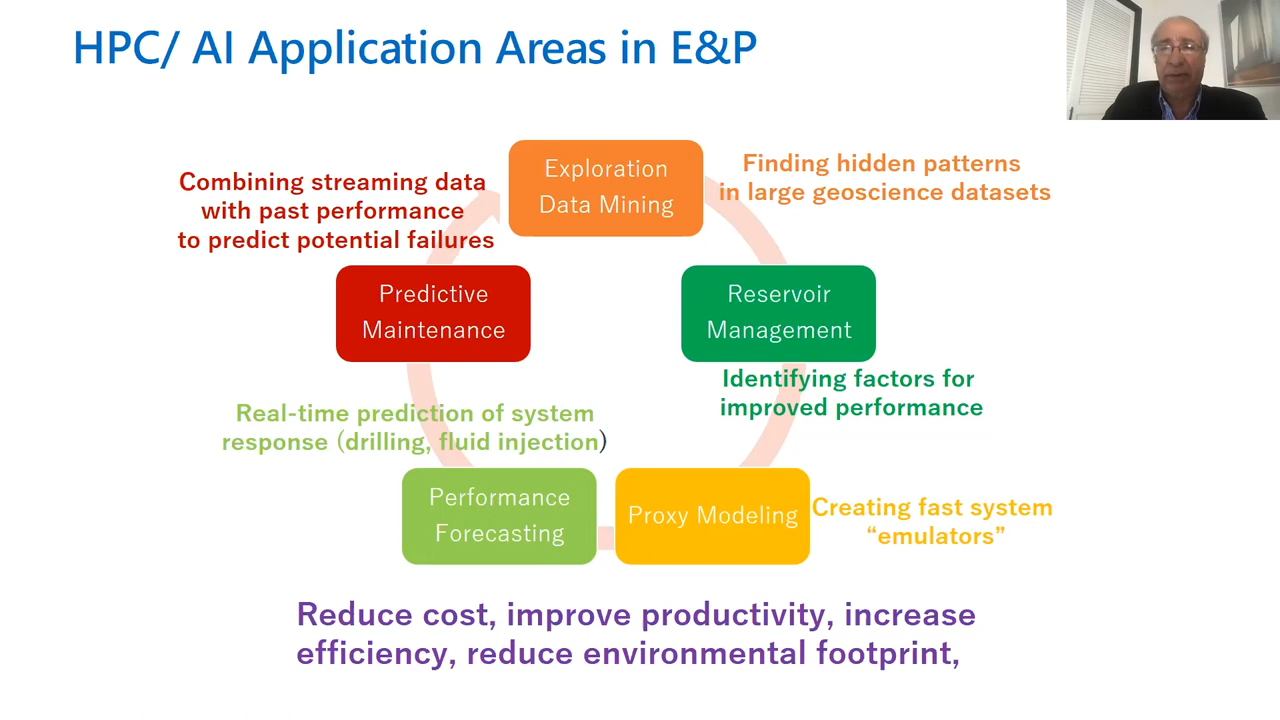 HPC/ AI Application Areas in E&P
Exploration
Data Mining
Finding hidden patterns
in large geoscience datasets
Reservoir
Management
Identifying factors for
improved performance
Proxy Modeling
Creating fast system
“emulators”
Performance
Forecasting
Real-time prediction of system
response (drilling, fluid injection)
Predictive
Maintenance
Combining streaming data
with past performance
to predict potential failures
Reduce cost, improve productivity, increase
efficiency, reduce environmental footprint,